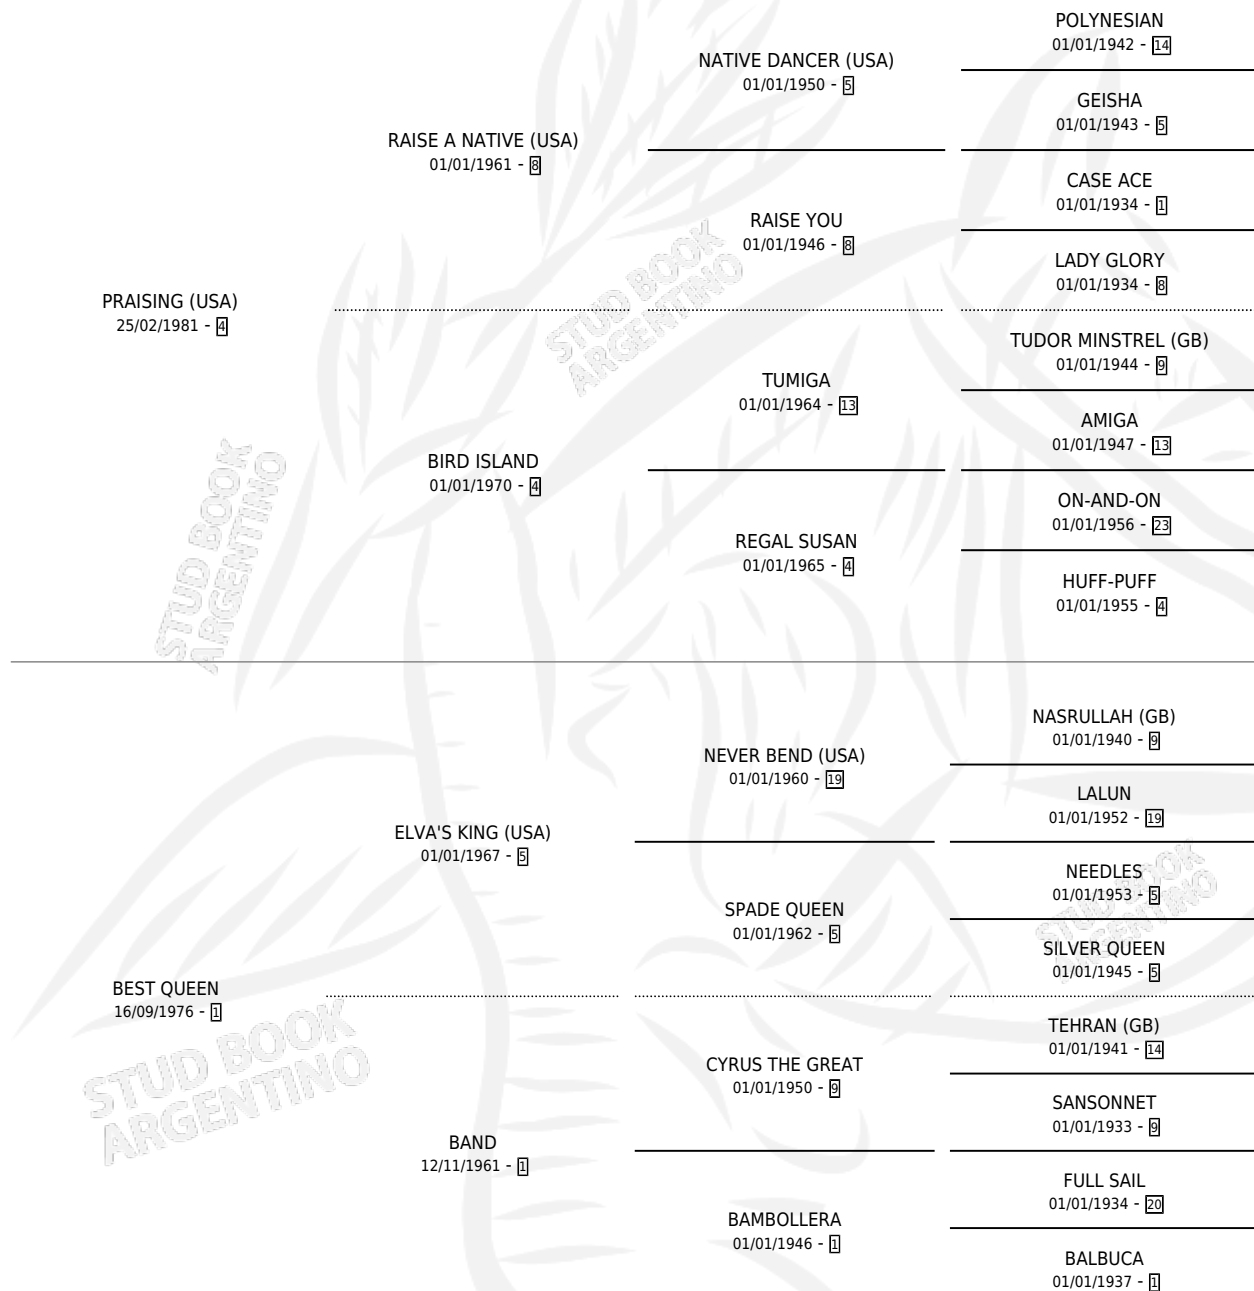 POLYNESIAN
01/01/1942 - 14
NATIVE DANCER (USA)
01/01/1950 - 5
GEISHA
01/01/1943 - 5
RAISE A NATIVE (USA)
01/01/1961 - 8
CASE ACE
01/01/1934 - 1
RAISE YOU
01/01/1946 - 8
LADY GLORY
01/01/1934 - 8
PRAISING (USA)
25/02/1981 - 4
STUD BOOK
ARGENTINO
TUDOR MINSTREL (GB)
01/01/1944 - 9
TUMIGA
01/01/1964 - 13
AMIGA
01/01/1947 - 13
BIRD ISLAND
01/01/1970 - 4
ON-AND-ON
01/01/1956 - 23
REGAL SUSAN
01/01/1965 - 4
HUFF-PUFF
01/01/1955 - 4
STUD BOOK
ARGENTINO
NASRULLAH (GB)
01/01/1940 - 9
NEVER BEND (USA)
01/01/1960 - 19
LALUN
01/01/1952 - 19
ELVA'S KING (USA)
01/01/1967 - 5
NEEDLES
01/01/1953 - 5
SPADE QUEEN
01/01/1962 - 5
SILVER QUEEN
01/01/1945 - 5
STUD BOOK
ARGENTINO
BEST QUEEN
16/09/1976 - 1
TEHRAN (GB)
01/01/1941 - 14
CYRUS THE GREAT
01/01/1950 - 9
SANSONNET
01/01/1933 - 9
STUD BOOK
ARGENTINO
BAND
12/11/1961 - 1
FULL SAIL
01/01/1934 - 20
BAMBOLLERA
01/01/1946 - 1
BALBUCA
01/01/1937 - 1